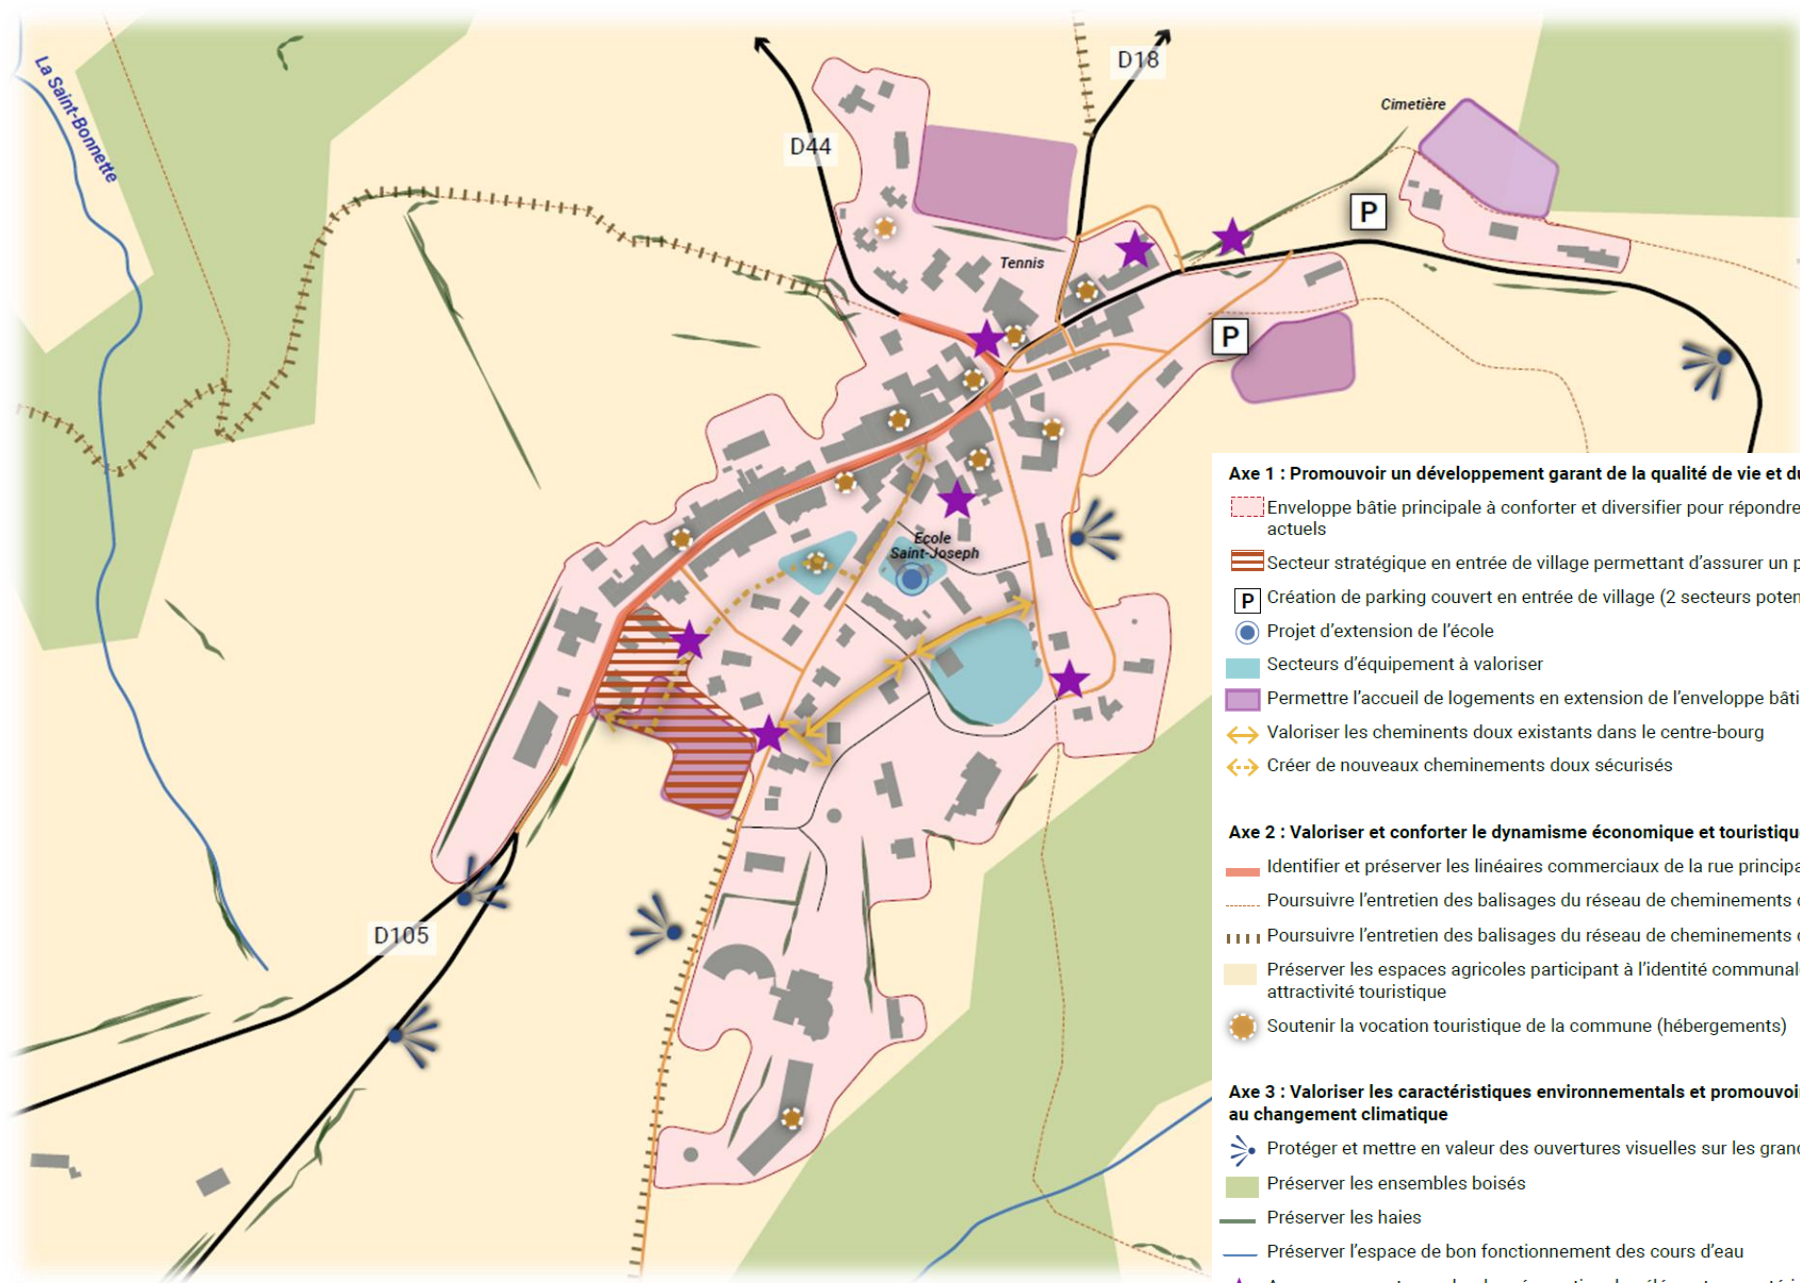 La Saint-Bonnette
D18
D44
Cimetière
P
Tennis
P
Ecole
Saint-Joseph
D105
Axe 1 : Promouvoir un développement garant de la qualité de vie et du
Enveloppe bâtie principale à conforter et diversifier pour répondre
actuels
Secteur stratégique en entrée de village permettant d'assurer un p
P
Création de parking couvert en entrée de village (2 secteurs poten
Projet d'extension de l'école
Secteurs d'équipement à valoriser
Permettre l'accueil de logements en extension de l'enveloppe bâti
Valoriser les cheminents doux existants dans le centre-bourg
Créer de nouveaux cheminements doux sécurisés
Axe 2 : Valoriser et conforter le dynamisme économique et touristique
Identifier et préserver les linéaires commerciaux de la rue principa
Poursuivre l'entretien des balisages du réseau de cheminements
Poursuivre l'entretien des balisages du réseau de cheminements
Préserver les espaces agricoles participant à l'identité communale
attractivité touristique
Soutenir la vocation touristique de la commune (hébergements)
Axe 3 : Valoriser les caractéristiques environnementals et promouvoir
au changement climatique
Protéger et mettre en valeur des ouvertures visuelles sur les grand
Préserver les ensembles boisés
Préserver les haies
Préserver l'espace de bon fonctionnement des cours d'eau